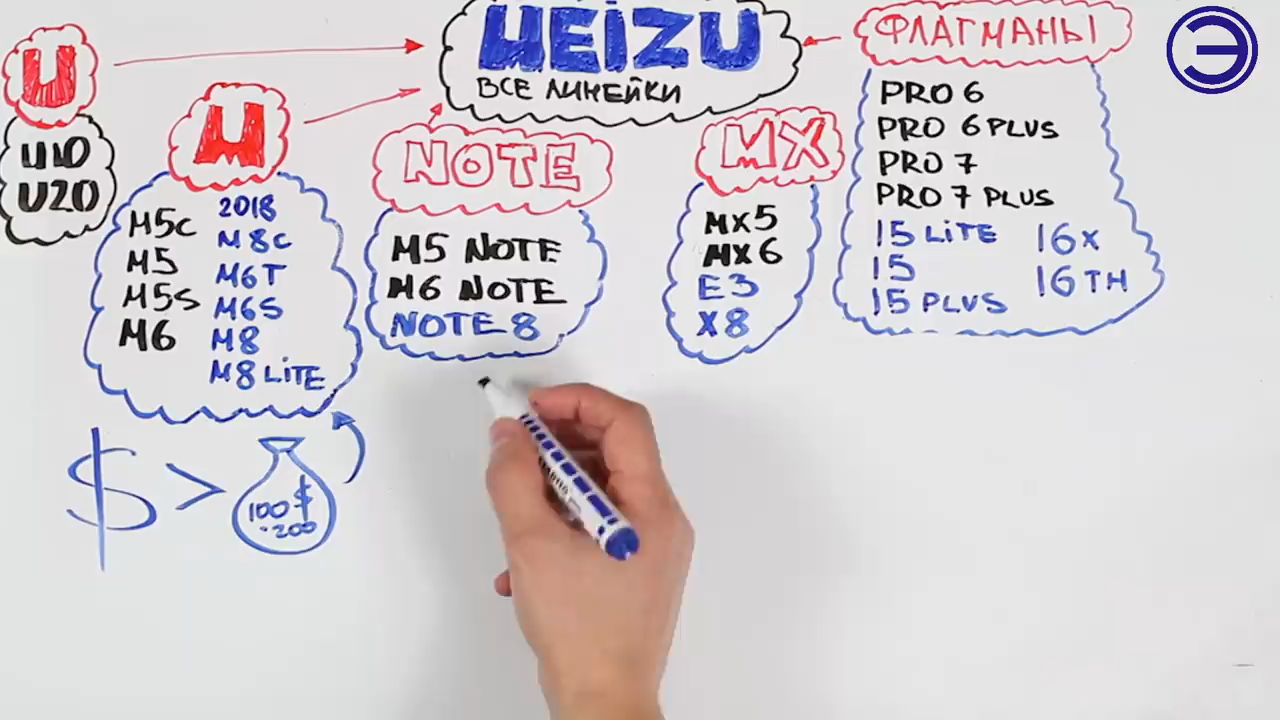 MEIZU
ВСЕ ЛИНЕЙКИ
U
U10
U20
M
M5C
M5
M5S
M6
2018
M8C
M6T
M6S
M8
M8 LITE
NOTE
M5 NOTE
M6 NOTE
NOTE 8
MX
MX5
MX6
E3
X8
ФЛАГМАНЫ
PRO 6
PRO 6 PLUS
PRO 7
PRO 7 PLUS
15 LITE
15
15 PLUS
16X
16TH
$ >
100$
-200
Э